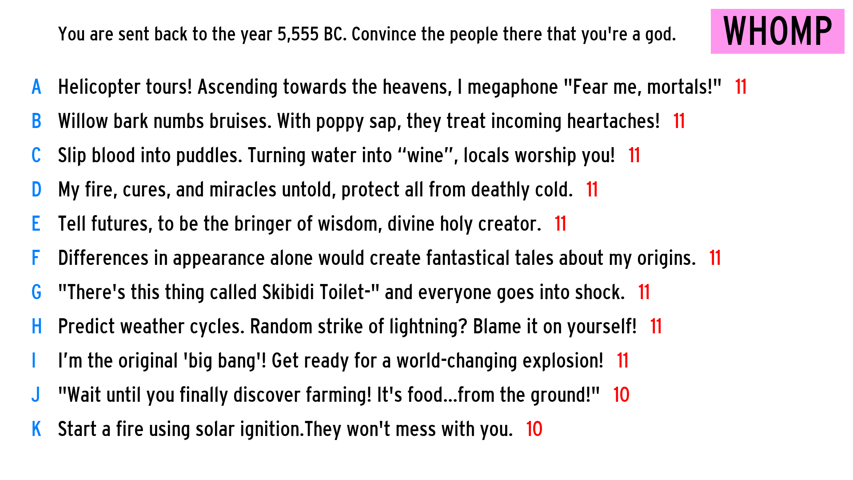 You are sent back to the year 5,555 BC. Convince the people there that you're a god.
WHOMP
A Helicopter tours! Ascending towards the heavens, I megaphone "Fear me, mortals!" 11
B Willow bark numbs bruises. With poppy sap, they treat incoming heartaches! 11
C Slip blood into puddles. Turning water into “wine”, locals worship you! 11
D My fire, cures, and miracles untold, protect all from deathly cold. 11
E Tell futures, to be the bringer of wisdom, divine holy creator. 11
F Differences in appearance alone would create fantastical tales about my origins. 11
G "There's this thing called Skibidi Toilet-" and everyone goes into shock. 11
H Predict weather cycles. Random strike of lightning? Blame it on yourself! 11
I I’m the original 'big bang'! Get ready for a world-changing explosion! 11
J "Wait until you finally discover farming! It's food...from the ground!" 10
K Start a fire using solar ignition.They won't mess with you. 10